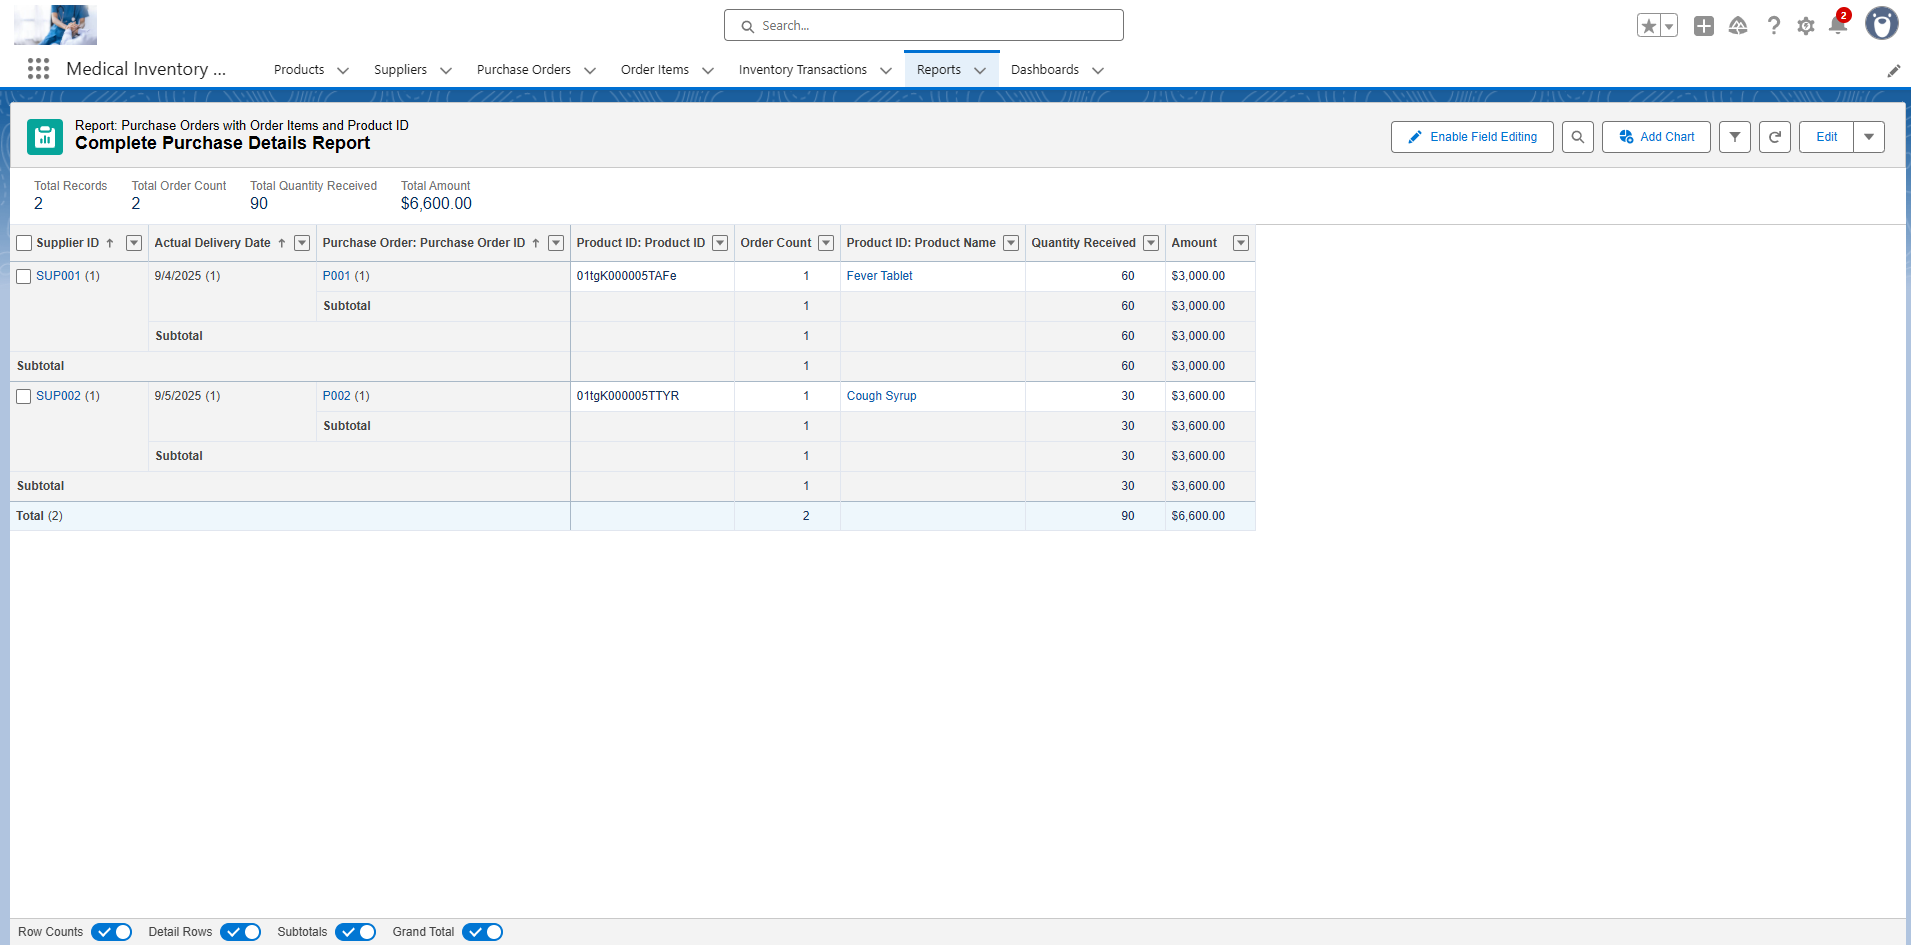 Search...
2
Medical Inventory ...
Products
Suppliers
Purchase Orders
Order Items
Inventory Transactions
Reports
Dashboards
Report: Purchase Orders with Order Items and Product ID
Complete Purchase Details Report
Enable Field Editing
Add Chart
Edit
Total Records
2
Total Order Count
2
Total Quantity Received
90
Total Amount
$6,600.00
Supplier ID ↑ Actual Delivery Date ↑ Purchase Order: Purchase Order ID ↑ Product ID: Product ID Order Count Product ID: Product Name Quantity Received Amount
SUP001 (1) 9/4/2025 (1) P001 (1) 01tgK000005TAFe 1 Fever Tablet 60 $3,000.00
Subtotal 1 60 $3,000.00
Subtotal 1 60 $3,000.00
Subtotal 1 60 $3,000.00
SUP002 (1) 9/5/2025 (1) P002 (1) 01tgK000005TTYR 1 Cough Syrup 30 $3,600.00
Subtotal 1 30 $3,600.00
Subtotal 1 30 $3,600.00
Subtotal 1 30 $3,600.00
Total (2) 2 90 $6,600.00
Row Counts
Detail Rows
Subtotals
Grand Total